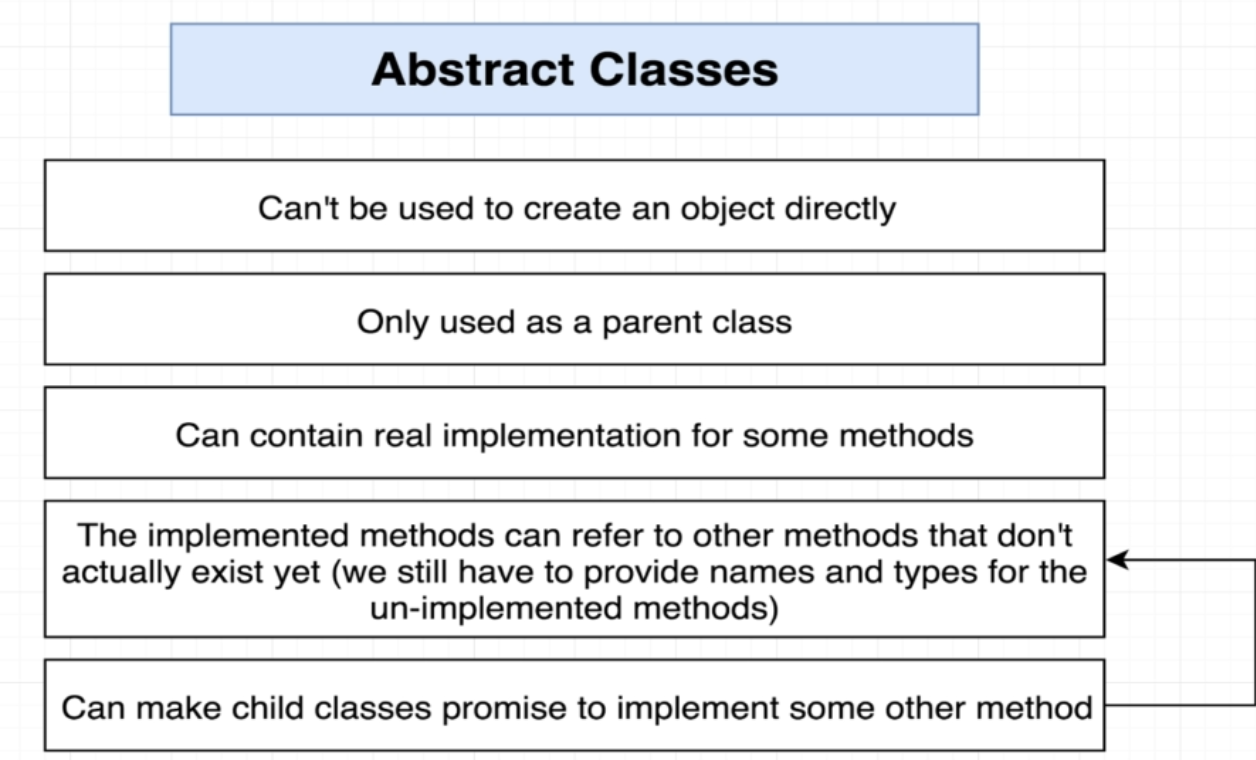 Abstract Classes
Can't be used to create an object directly
Only used as a parent class
Can contain real implementation for some methods
The implemented methods can refer to other methods that don't
actually exist yet (we still have to provide names and types for the
un-implemented methods)
Can make child classes promise to implement some other method